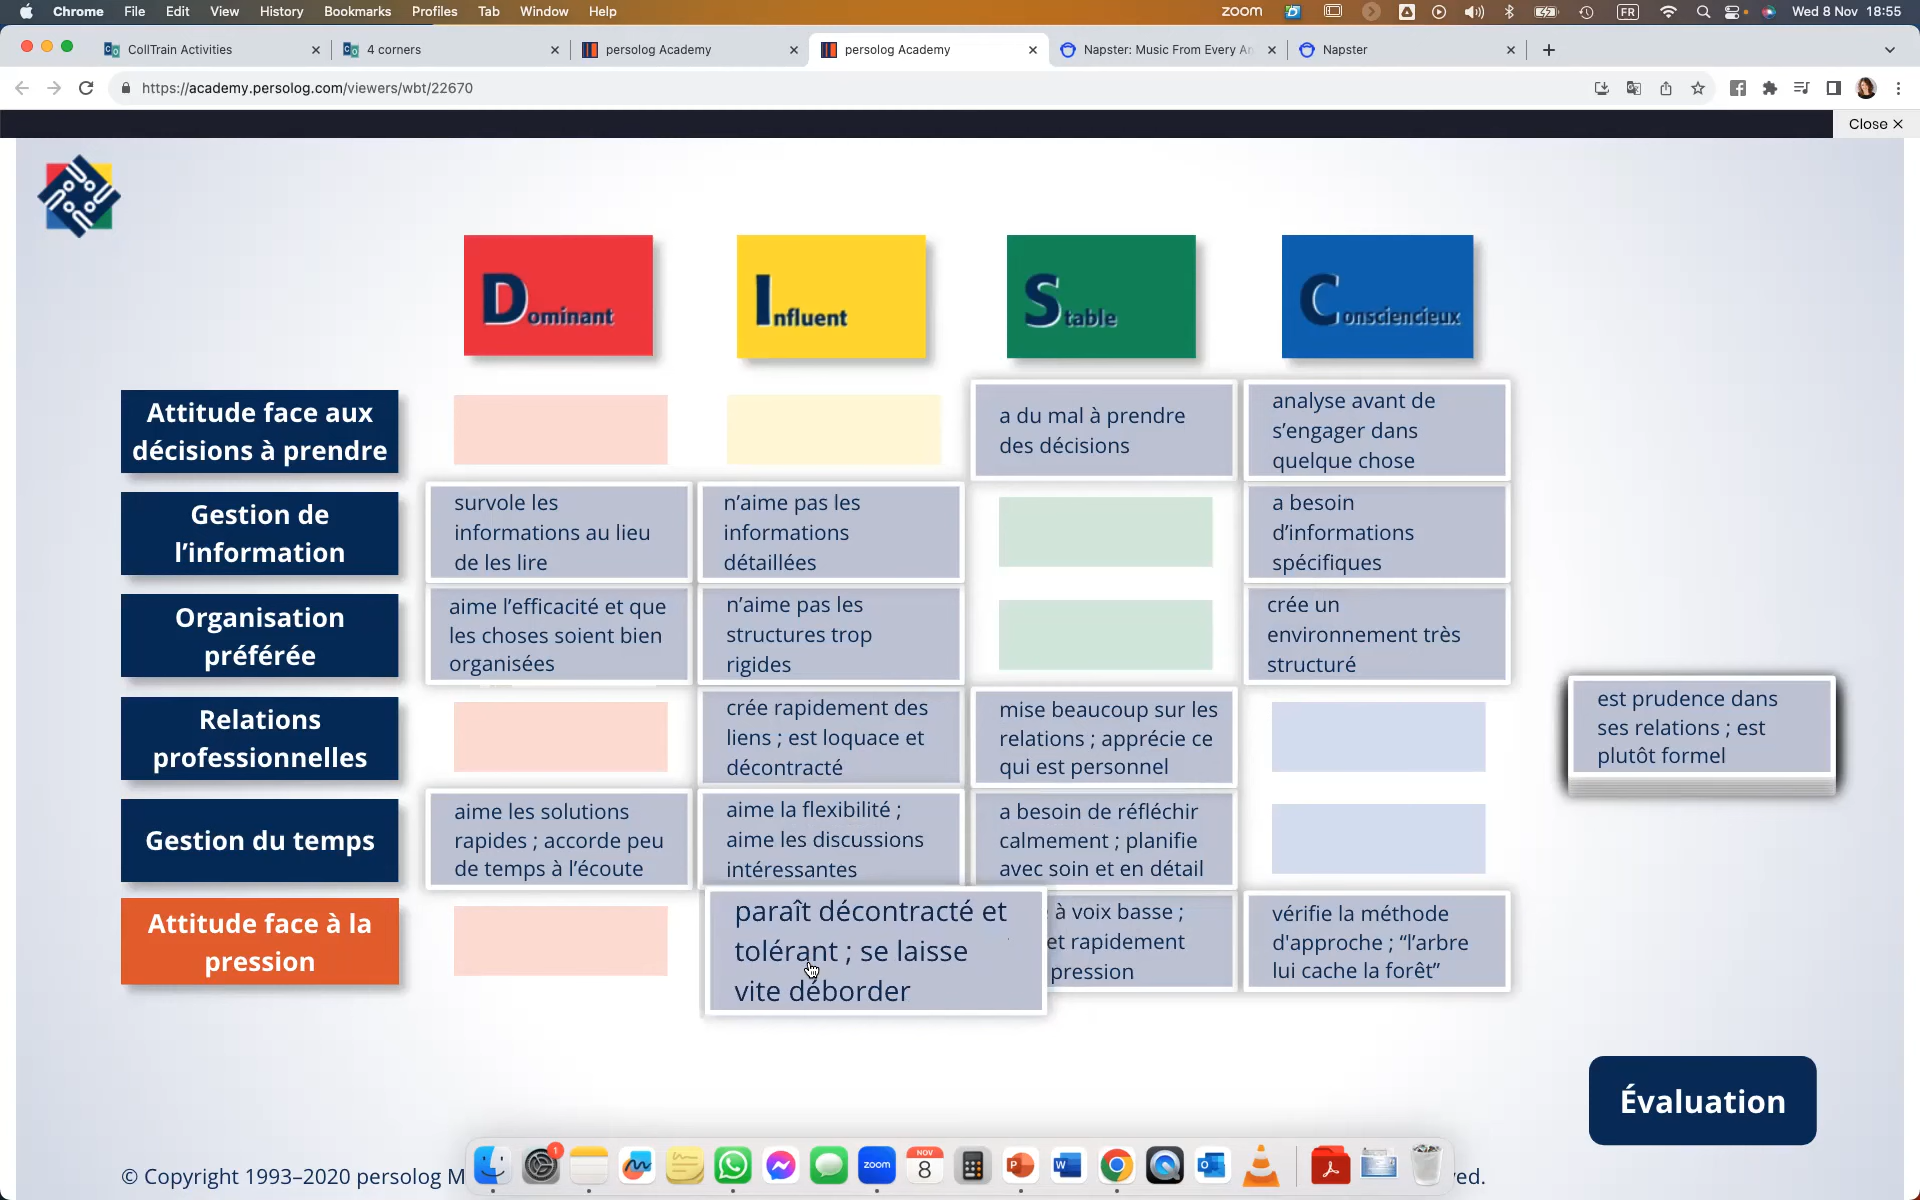 Chrome File Edit View History Bookmarks Profiles Tab Window Help
zoom FR Wed 8 Nov 18:55
CollTrain Activities
4 corners
persolog Academy
persolog Academy
Napster: Music From Every An
Napster
https://academy.persolog.com/viewers/wbt/22670
Close ×
Dominant
Influent
Stable
Consciencieux
Attitude face aux
décisions à prendre
a du mal à prendre
des décisions
analyse avant de
s’engager dans
quelque chose
Gestion de
l’information
survole les
informations au lieu
de les lire
n’aime pas les
informations
détaillées
a besoin
d’informations
spécifiques
Organisation
préférée
aime l’efficacité et que
les choses soient bien
organisées
n’aime pas les
structures trop
rigides
crée un
environnement très
structuré
Relations
professionnelles
crée rapidement des
liens ; est loquace et
décontracté
mise beaucoup sur les
relations ; apprécie ce
qui est personnel
est prudence dans
ses relations ; est
plutôt formel
Gestion du temps
aime les solutions
rapides ; accorde peu
de temps à l’écoute
aime la flexibilité ;
aime les discussions
intéressantes
a besoin de réfléchir
calmement ; planifie
avec soin et en détail
Attitude face à la
pression
paraît décontracté et
tolérant ; se laisse
vite déborder
à voix basse ;
et rapidement
pression
vérifie la méthode
d'approche ; “l’arbre
lui cache la forêt”
Évaluation
© Copyright 1993–2020 persolog M
ved.
1
zoom
NOV
8